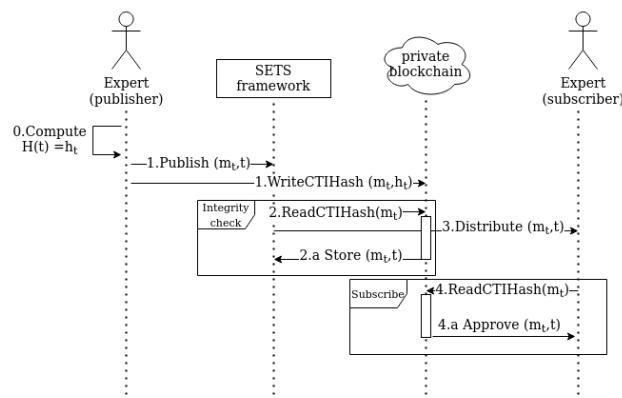 Expert
(publisher)
SETS
framework
private
blockchain
Expert
(subscriber)
0.Compute
H(t) =ht
1.Publish (mt,t)
1.WriteCTIHash (mt,ht)
Integrity
check
2.ReadCTIHash(mt)
3.Distribute (mt,t)
2.a Store (mt,t)
Subscribe
4.ReadCTIHash(mt)
4.a Approve (mt,t)